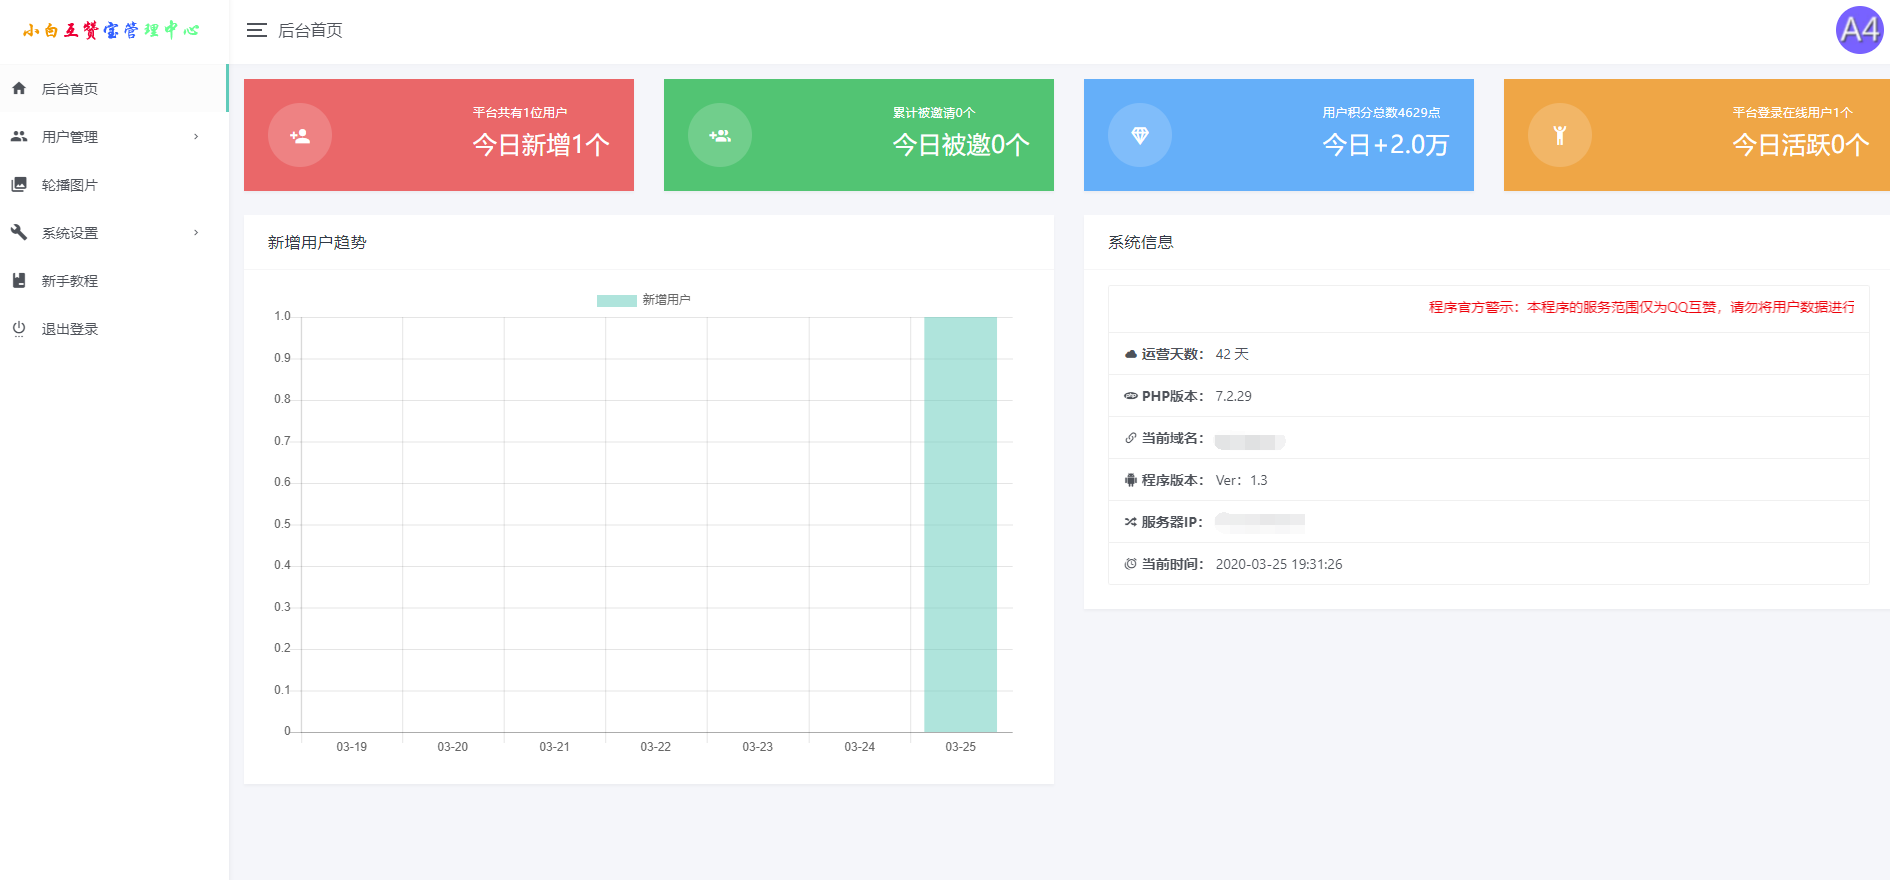 小白互赞宝管理中心
后台首页
A4
后台首页
用户管理
轮播图片
系统设置
新手教程
退出登录
平台共有1位用户
今日新增1个
累计被邀请0个
今日被邀0个
用户积分总数4629点
今日+2.0万
平台登录在线用户1个
今日活跃0个
新增用户趋势
新增用户
1.0
0.9
0.8
0.7
0.6
0.5
0.4
0.3
0.2
0.1
0
03-19 03-20 03-21 03-22 03-23 03-24 03-25
系统信息
程序官方警示：本程序的服务范围仅为QQ互赞，请勿将用户数据进行
运营天数： 42 天
PHP版本： 7.2.29
当前域名：
程序版本： Ver：1.3
服务器IP：
当前时间： 2020-03-25 19:31:26